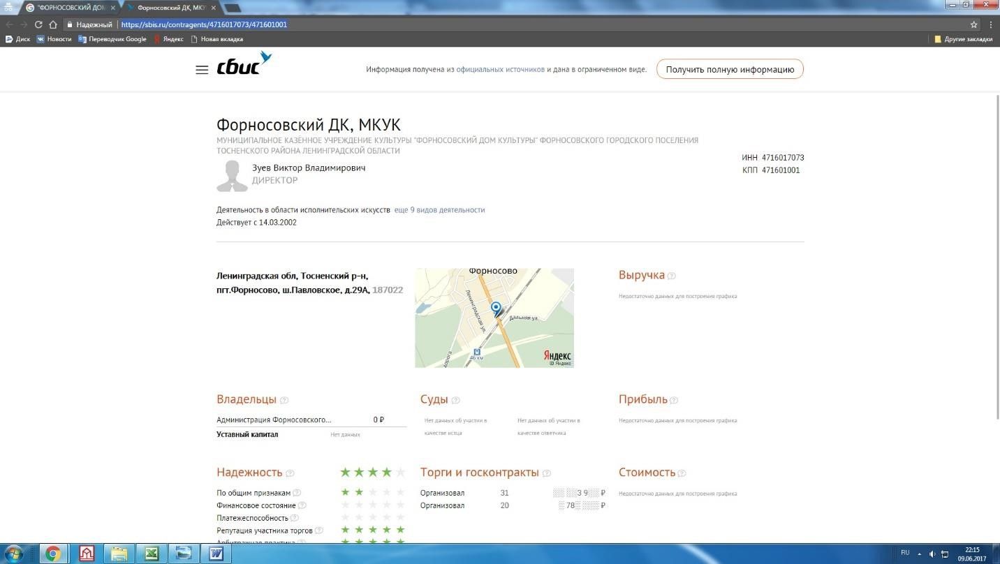 "ФОРНОСОВСКИЙ ДОМ
Форносовский ДК, МКУ
Надежный
https://sbis.ru/contragents/4716017073/471601001
Диск
Новости
Переводчик Google
Яндекс
Новая вкладка
Другие закладки
сбис
Информация получена из официальных источников и дана в ограниченном виде.
Получить полную информацию
Форносовский ДК, МКУК
МУНИЦИПАЛЬНОЕ КАЗЁННОЕ УЧРЕЖДЕНИЕ КУЛЬТУРЫ "ФОРНОСОВСКИЙ ДОМ КУЛЬТУРЫ" ФОРНОСОВСКОГО ГОРОДСКОГО ПОСЕЛЕНИЯ
ТОСНЕНСКОГО РАЙОНА ЛЕНИНГРАДСКОЙ ОБЛАСТИ
ИНН 4716017073
КПП 471601001
Зуев Виктор Владимирович
ДИРЕКТОР
Деятельность в области исполнительских искусств еще 9 видов деятельности
Действует с 14.03.2002
Ленинградская обл, Тосненский р-н,
пгт.Форносово, ш.Павловское, д.29А, 187022
Форносово
Ленинградская ул.
Дальняя ул.
46 км
дорога
Яндекс
© Яндекс
Выручка
Недостаточно данных для построения графика
Владельцы
Администрация Форносовского... 0 ₽
Уставный капитал Нет данных
Суды
Нет данных об участии в
качестве истца
Нет данных об участии в
качестве ответчика
Прибыль
Недостаточно данных для построения графика
Надежность
По общим признакам
Финансовое состояние
Платежеспособность
Репутация участника торгов
Арбитражная практика
Торги и госконтракты
Организовал 31 3 9 ₽
Организовал 20 78 ₽
Стоимость
Недостаточно данных для построения графика
RU
22:15
09.06.2017